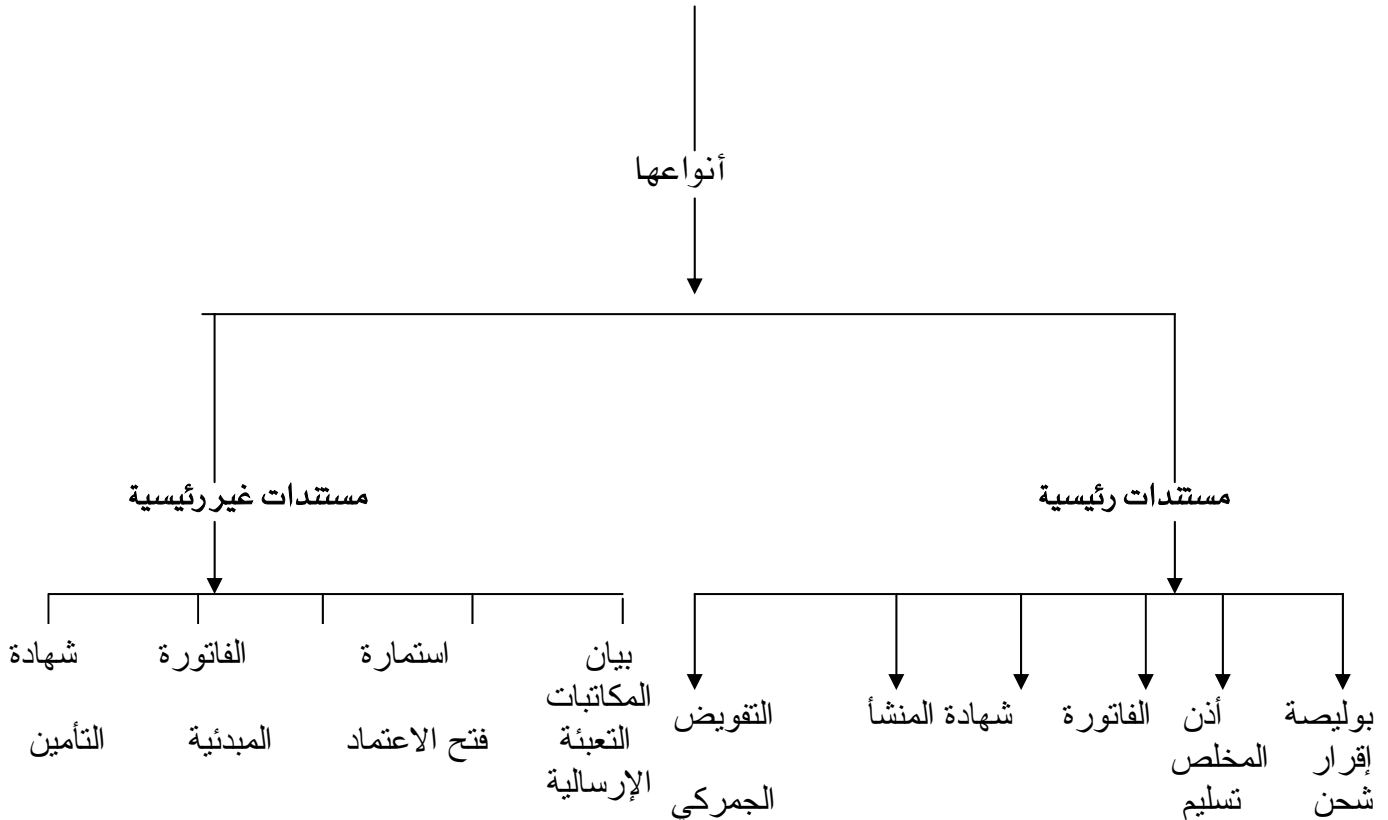 أنواعها
مستندات رئيسية
مستندات غير رئيسية
بوليصة
إقرار
شحن
أذن
المخلص
تسليم
الفاتورة
شهادة المنشأ
التفويض
الجمركي
بيان
المكاتبات
التعبئة
الإرسالية
استمارة
فتح الاعتماد
الفاتورة
المبدئية
شهادة
التأمين